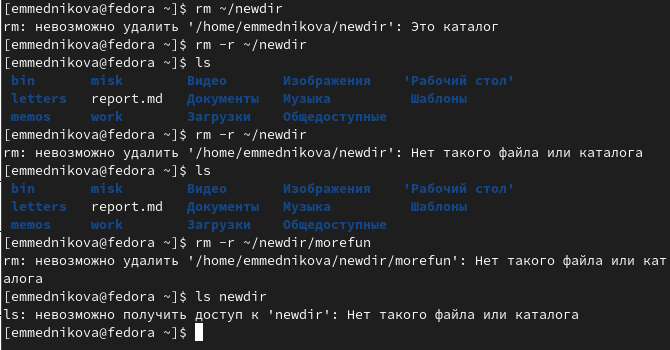 [emmednikova@fedora ~]$ rm ~/newdir
rm: невозможно удалить '/home/emmednikova/newdir': Это каталог
[emmednikova@fedora ~]$ rm -r ~/newdir
[emmednikova@fedora ~]$ ls
bin misk Видео Изображения 'Рабочий стол'
letters report.md Документы Музыка Шаблоны
memos work Загрузки Общедоступные
[emmednikova@fedora ~]$ rm -r ~/newdir
rm: невозможно удалить '/home/emmednikova/newdir': Нет такого файла или каталога
[emmednikova@fedora ~]$ ls
bin misk Видео Изображения 'Рабочий стол'
letters report.md Документы Музыка Шаблоны
memos work Загрузки Общедоступные
[emmednikova@fedora ~]$ rm -r ~/newdir/morefun
rm: невозможно удалить '/home/emmednikova/newdir/morefun': Нет такого файла или кат
алога
[emmednikova@fedora ~]$ ls newdir
ls: невозможно получить доступ к 'newdir': Нет такого файла или каталога
[emmednikova@fedora ~]$